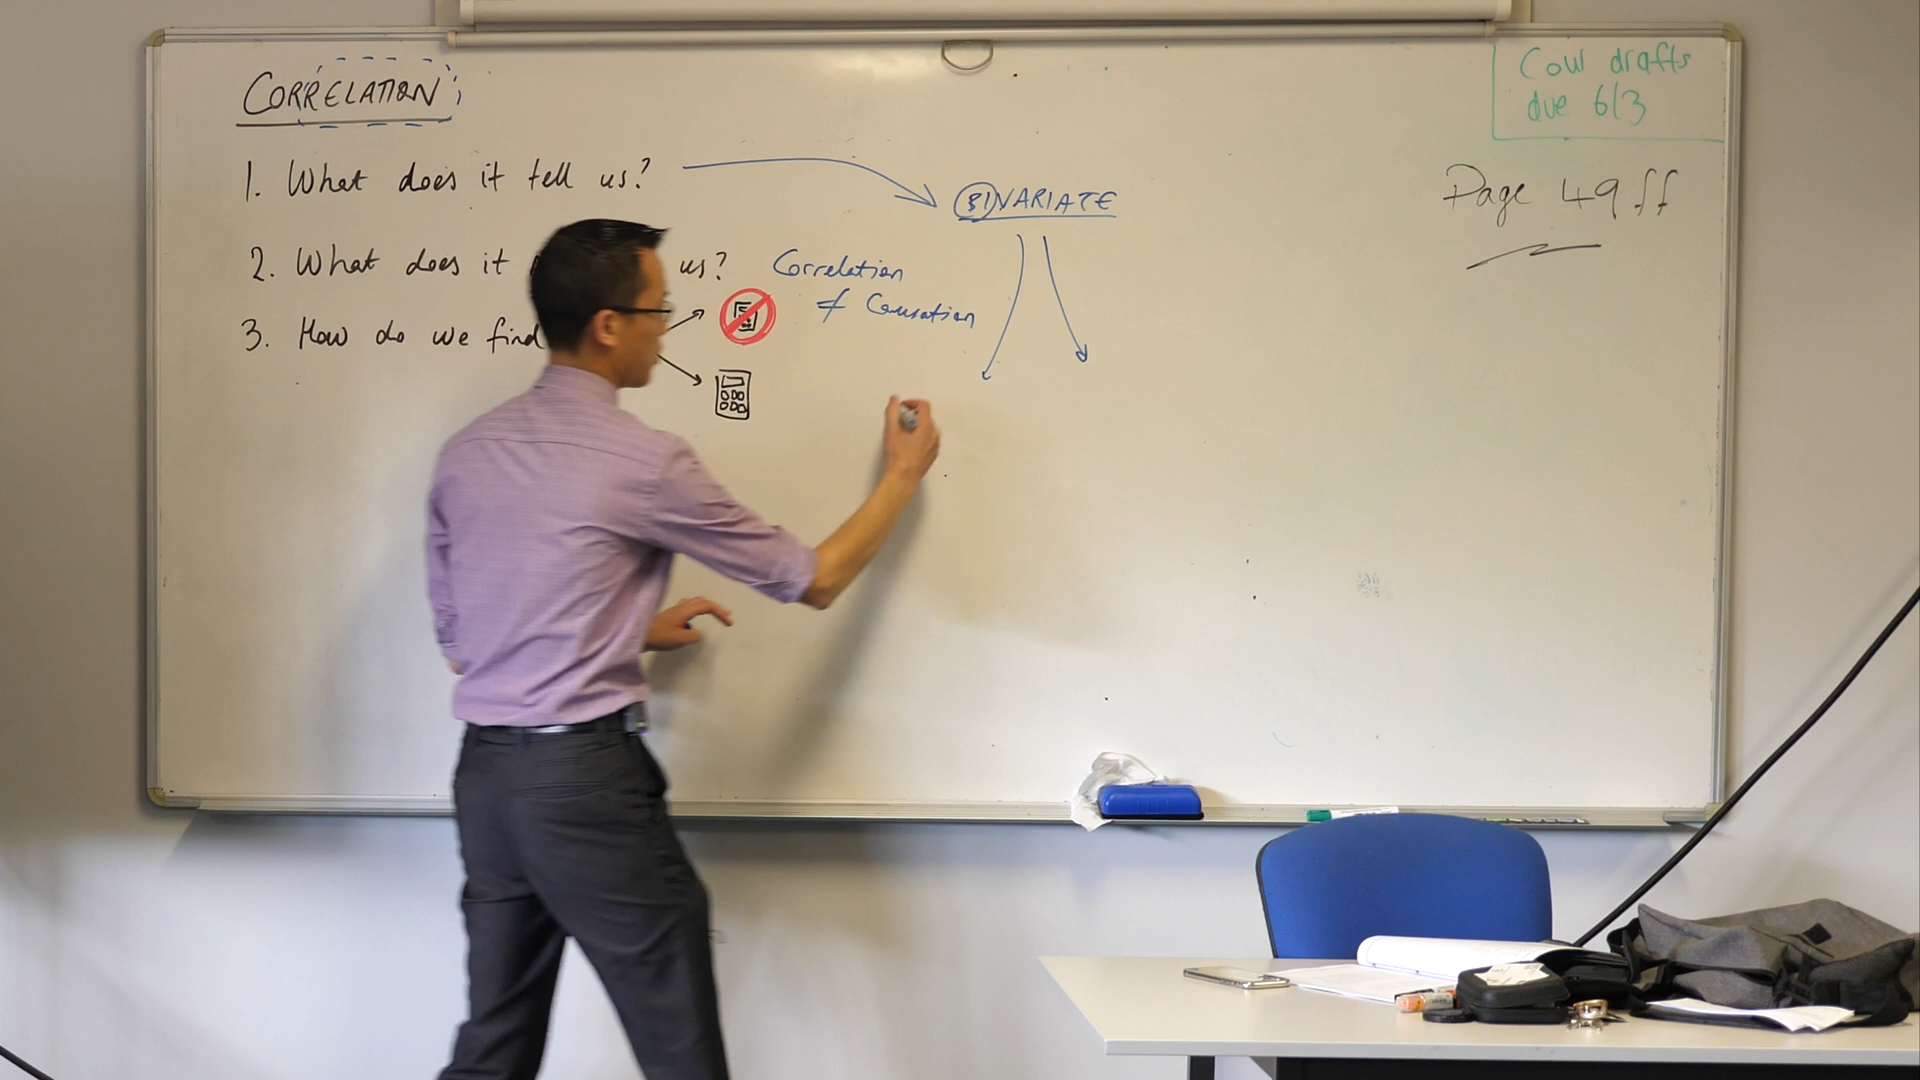 CORRELATION
1. What does it tell us?
BIVARIATE
2. What does it us?
Correlation
≠ Causation
3. How do we find
Cour drafts
due 6/3
Page 49 ff